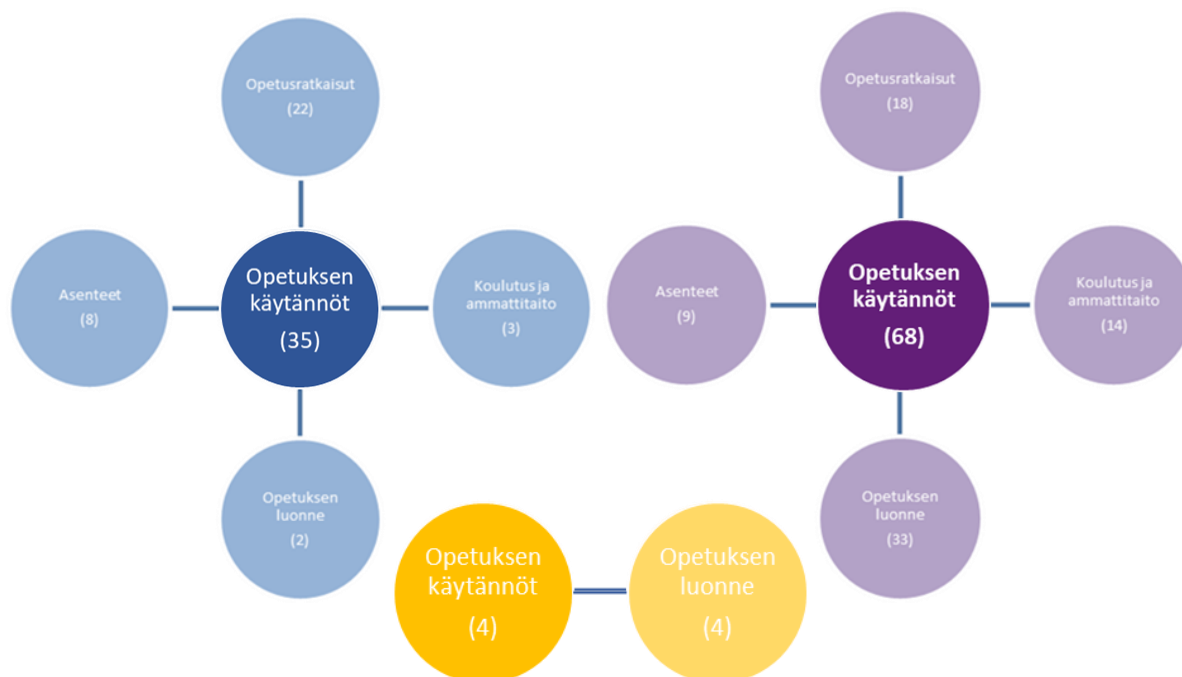 Opetusratkaisut
(22)
Asenteet
(8)
Opetuksen
käytännöt
(35)
Koulutus ja
ammattitaito
(3)
Opetuksen
luonne
(2)
Opetusratkaisut
(18)
Asenteet
(9)
Opetuksen
käytännöt
(68)
Koulutus ja
ammattitaito
(14)
Opetuksen
luonne
(33)
Opetuksen
käytännöt
(4)
Opetuksen
luonne
(4)